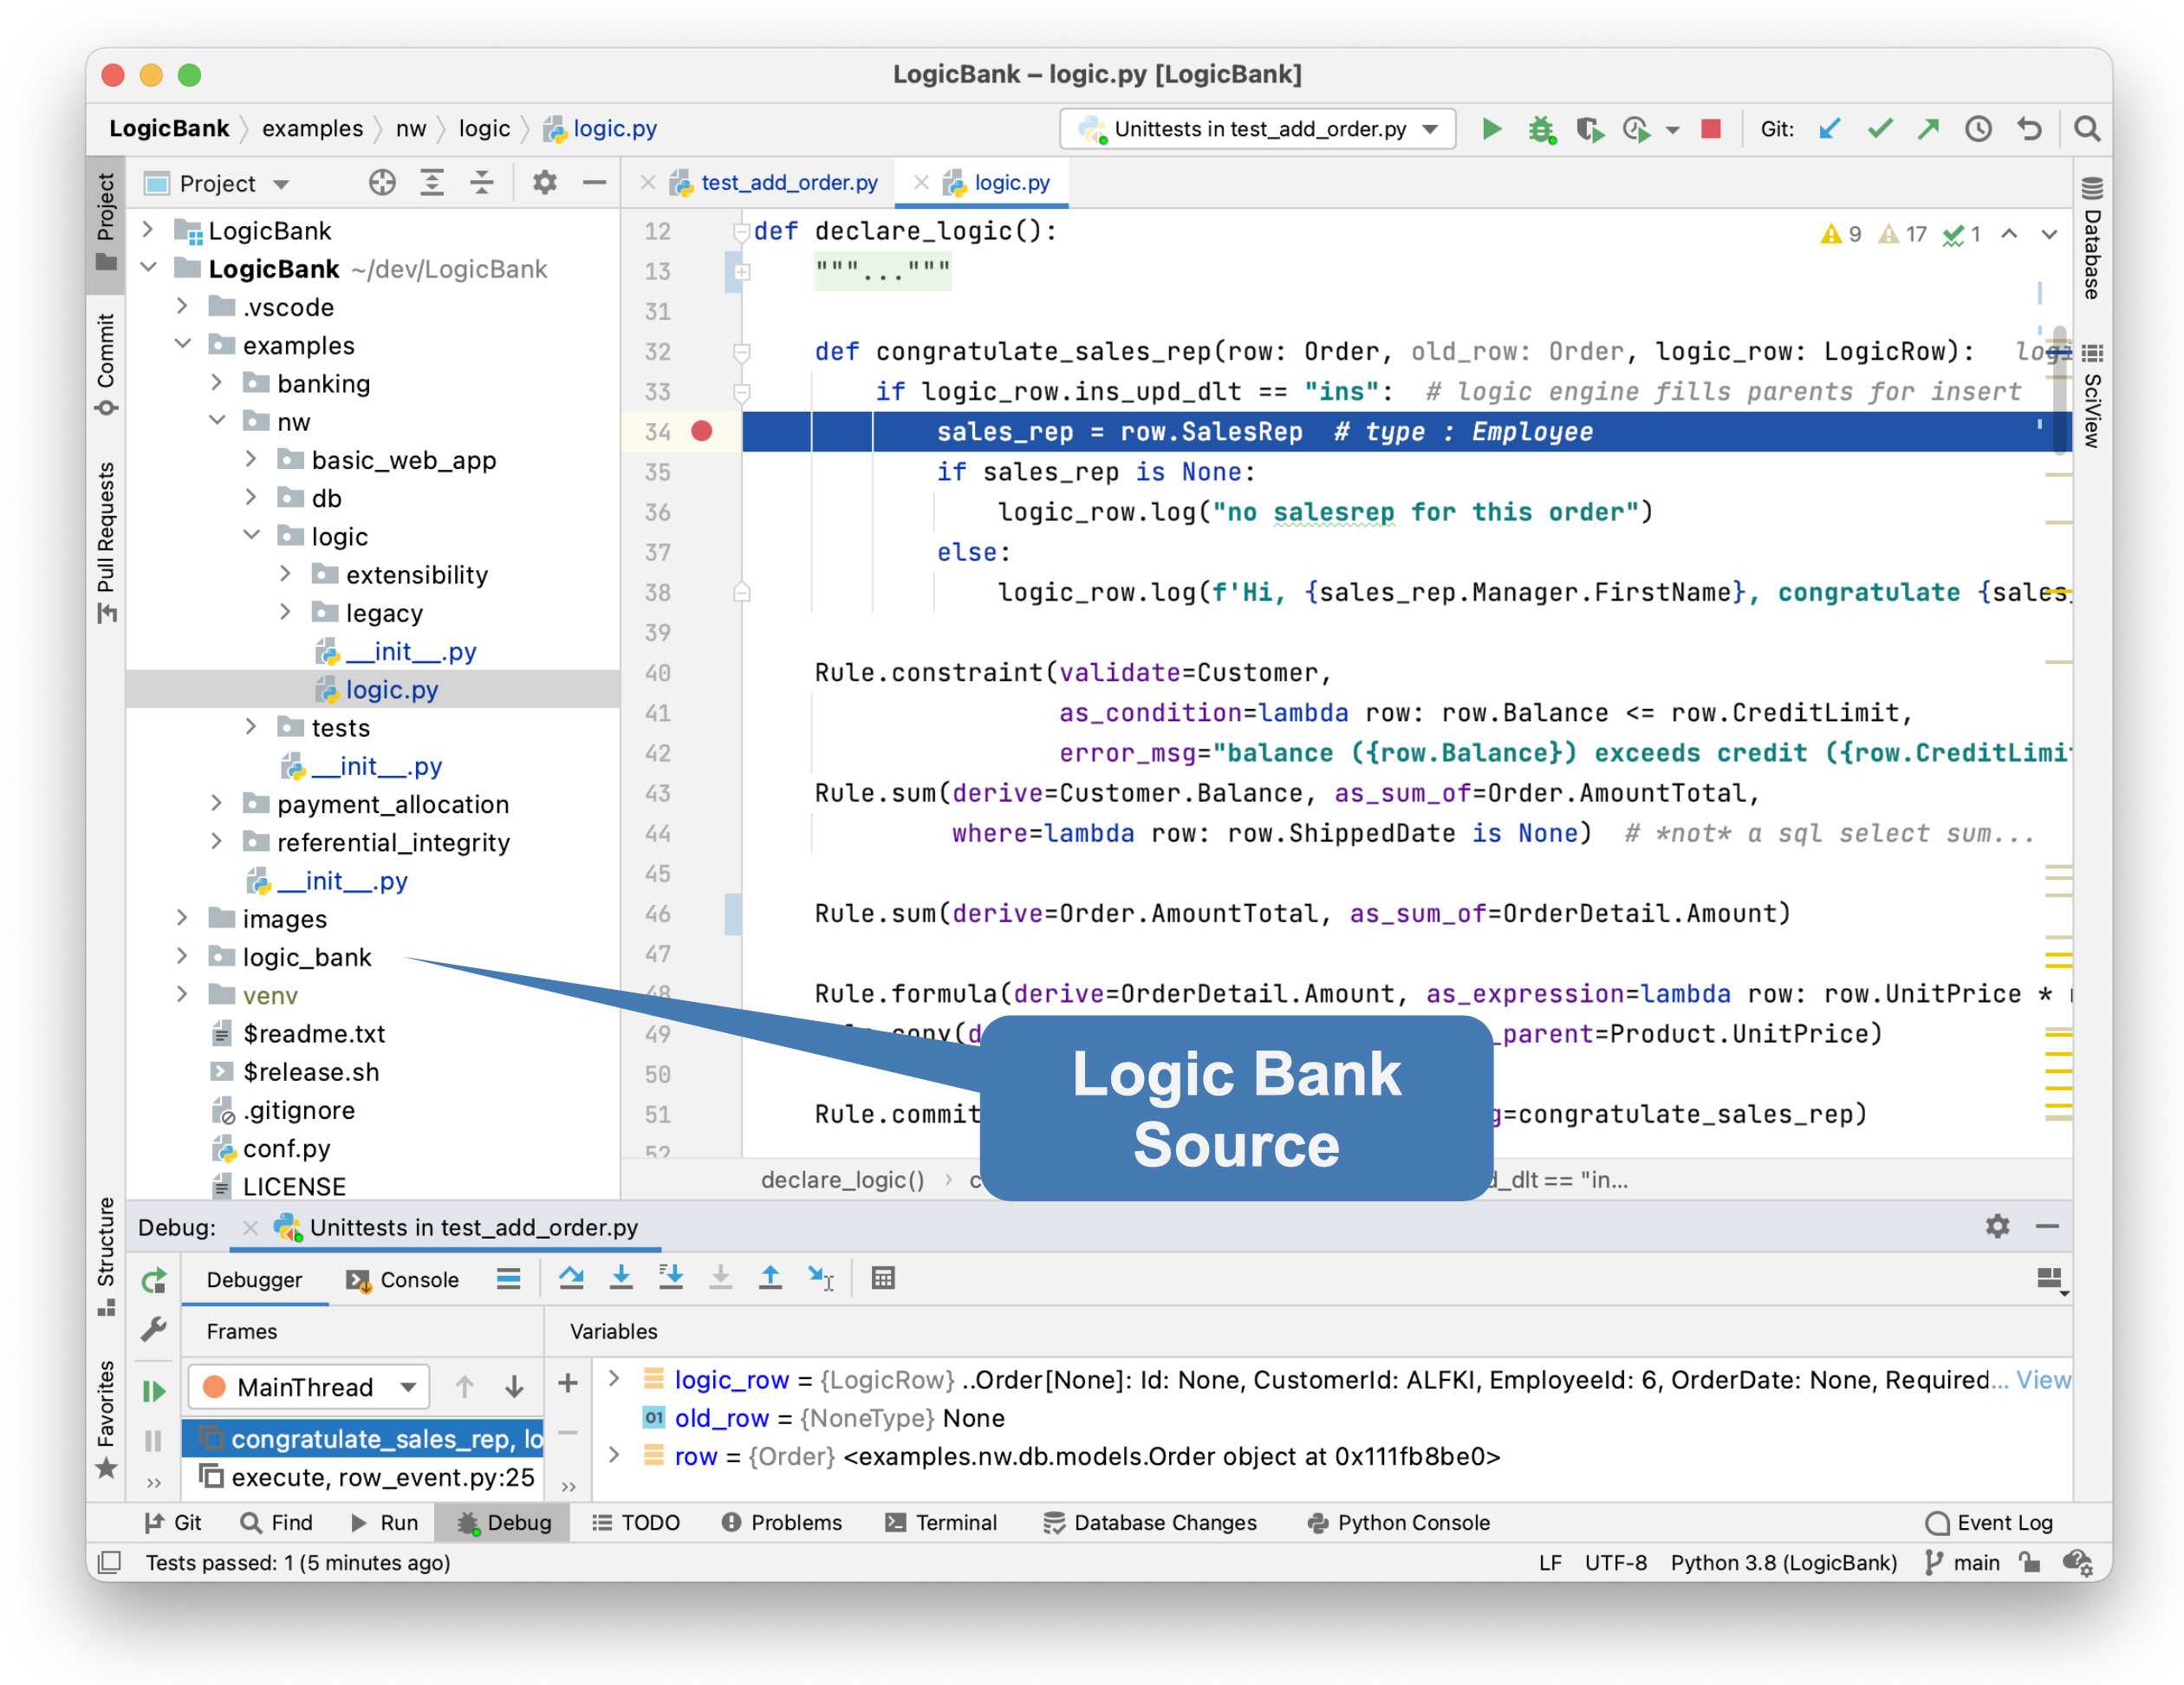 LogicBank – logic.py [LogicBank]
LogicBank 〉 examples 〉 nw 〉 logic 〉 logic.py
Unittests in test_add_order.py
Git:
Project
Commit
Pull Requests
Structure
Favorites
Database
SciView
Project
LogicBank
LogicBank ~/dev/LogicBank
.vscode
examples
banking
nw
basic_web_app
db
logic
extensibility
legacy
__init__.py
logic.py
tests
__init__.py
payment_allocation
referential_integrity
__init__.py
images
logic_bank
venv
$readme.txt
$release.sh
.gitignore
conf.py
LICENSE
test_add_order.py
logic.py
9 17 1
12 def declare_logic():
13 """..."""
31
32 def congratulate_sales_rep(row: Order, old_row: Order, logic_row: LogicRow): logi
33 if logic_row.ins_upd_dlt == "ins": # logic engine fills parents for insert
34 sales_rep = row.SalesRep # type : Employee
35 if sales_rep is None:
36 logic_row.log("no salesrep for this order")
37 else:
38 logic_row.log(f'Hi, {sales_rep.Manager.FirstName}, congratulate {sales_
39
40 Rule.constraint(validate=Customer,
41 as_condition=lambda row: row.Balance <= row.CreditLimit,
42 error_msg="balance ({row.Balance}) exceeds credit ({row.CreditLimit
43 Rule.sum(derive=Customer.Balance, as_sum_of=Order.AmountTotal,
44 where=lambda row: row.ShippedDate is None) # *not* a sql select sum...
45
46 Rule.sum(derive=Order.AmountTotal, as_sum_of=OrderDetail.Amount)
47
48 Rule.formula(derive=OrderDetail.Amount, as_expression=lambda row: row.UnitPrice *
49 _parent=Product.UnitPrice)
50
51 Rule.commit =congratulate_sales_rep)
52
Logic Bank
Source
declare_logic() › c d_dlt == "in...
Debug: Unittests in test_add_order.py
Debugger Console
Frames
Variables
MainThread
congratulate_sales_rep, lo
execute, row_event.py:25
logic_row = {LogicRow} ..Order[None]: Id: None, CustomerId: ALFKI, EmployeeId: 6, OrderDate: None, Required... View
01 old_row = {NoneType} None
row = {Order} <examples.nw.db.models.Order object at 0x111fb8be0>
Git Find Run Debug TODO Problems Terminal Database Changes Python Console Event Log
Tests passed: 1 (5 minutes ago)
LF UTF-8 Python 3.8 (LogicBank) main